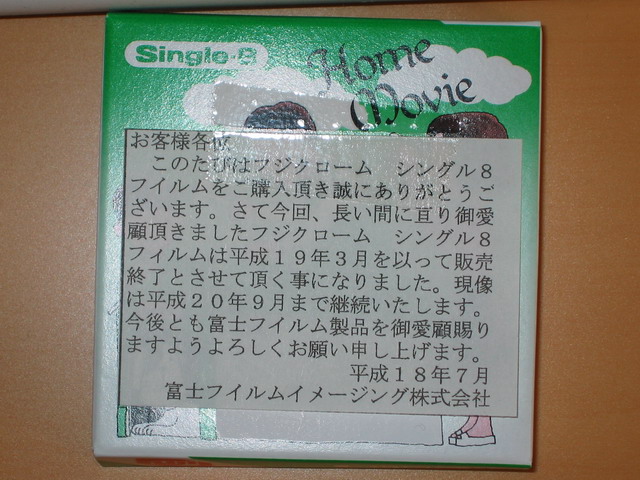 Single-8
Home
Movie
お客様各位
このたびはフジクローム　シングル８
フイルムをご購入頂き誠にありがとうご
ざいます。さて今回、長い間に亘り御愛
顧頂きましたフジクローム　シングル８
フィルムは平成１９年３月を以って販売
終了とさせて頂く事になりました。現像
は平成２０年９月まで継続いたします。
今後とも富士フイルム製品を御愛顧賜り
ますようよろしくお願い申し上げます。
平成１８年７月
富士フイルムイメージング株式会社